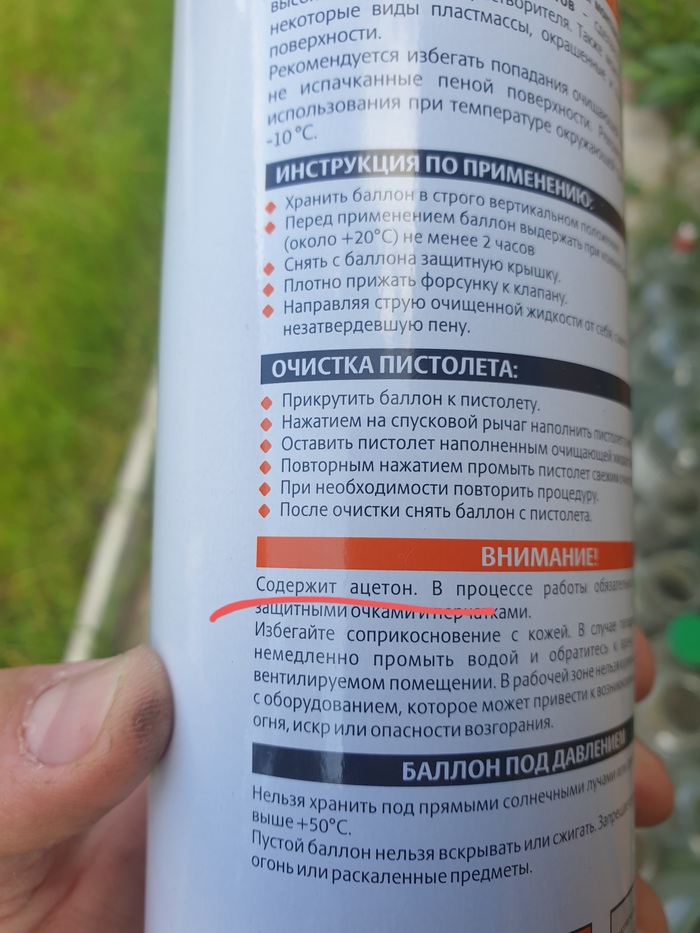 некоторые виды пластмассы, окрашенные и
поверхности.
Рекомендуется избегать попадания
не испачканные пеной поверхности.
использования при температуре
-10 °C.
ИНСТРУКЦИЯ ПО ПРИМЕНЕНИЮ:
Хранить баллон в строго вертикальном
Перед применением баллон выдержать при
(около +20°C) не менее 2 часов
Снять с баллона защитную крышку.
Плотно прижать форсунку к клапану.
Направляя струю очищенной жидкости от себя,
незатвердевшую пену.
ОЧИСТКА ПИСТОЛЕТА:
Прикрутить баллон к пистолету.
Нажатием на спусковой рычаг наполнить пистолет
Оставить пистолет наполненным очищающей
Повторным нажатием промыть пистолет
При необходимости повторить процедуру.
После очистки снять баллон с пистолета.
ВНИМАНИЕ!
Содержит ацетон. В процессе работы
защитными очками и перчатками.
Избегайте соприкосновение с кожей. В случае
немедленно промыть водой и обратитесь к
вентилируемом помещении. В рабочей зоне нельзя
с оборудованием, которое может привести к
огня, искр или опасности возгорания.
БАЛЛОН ПОД ДАВЛЕНИЕМ
Нельзя хранить под прямыми солнечными лучами
выше +50°C.
Пустой баллон нельзя вскрывать или сжигать.
огонь или раскаленные предметы.